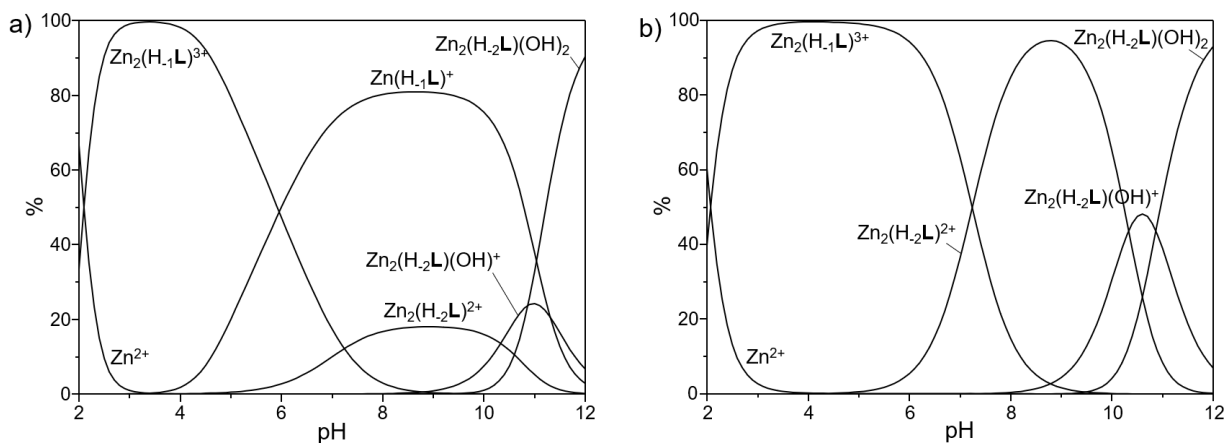 a)
Zn₂(H₋₁L)³⁺
Zn(H₋₁L)⁺
Zn₂(H₋₂L)(OH)₂
Zn₂(H₋₂L)(OH)⁺
Zn₂(H₋₂L)²⁺
Zn²⁺
100
80
60
40
20
0
%
2 4 6 8 10 12
pH
b)
Zn₂(H₋₁L)³⁺
Zn₂(H₋₂L)(OH)₂
Zn₂(H₋₂L)(OH)⁺
Zn₂(H₋₂L)²⁺
Zn²⁺
100
80
60
40
20
0
%
2 4 6 8 10 12
pH